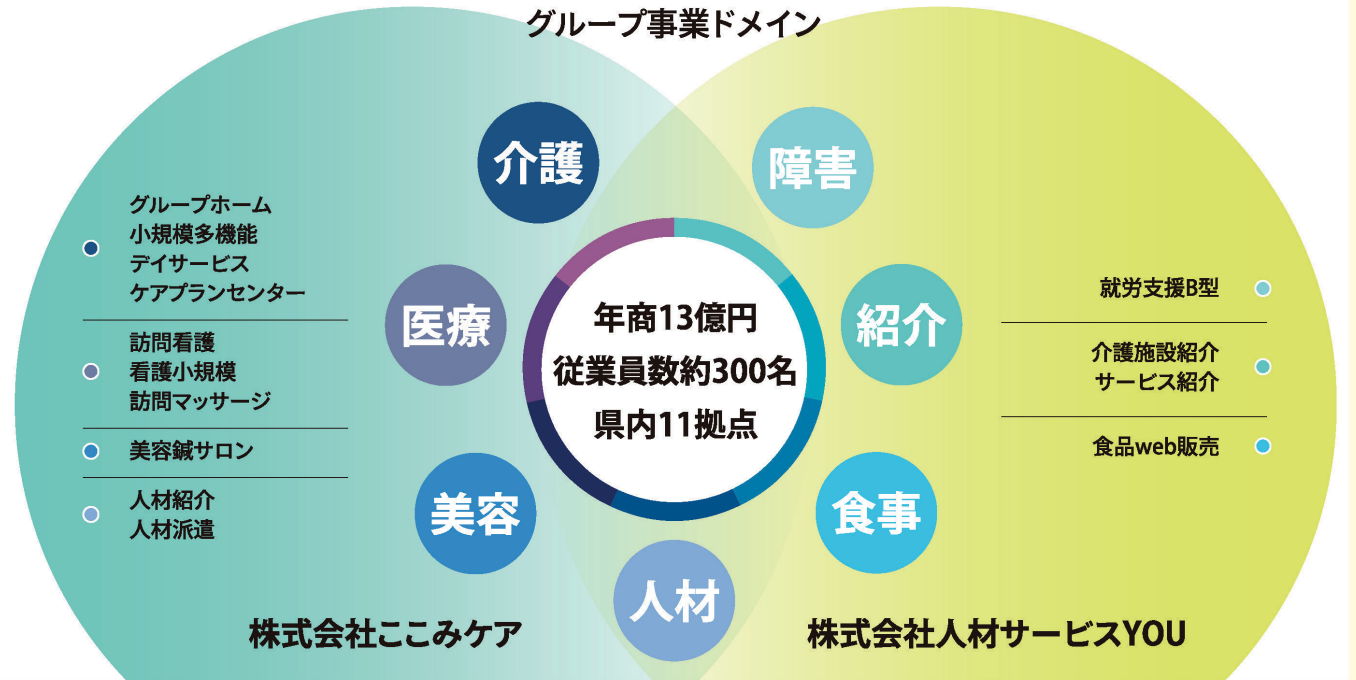 グループ事業ドメイン
介護
障害
グループホーム
小規模多機能
デイサービス
ケアプランセンター
訪問看護
看護小規模
訪問マッサージ
美容鍼サロン
人材紹介
人材派遣
医療
美容
人材
年商13億円
従業員数約300名
県内11拠点
紹介
食事
就労支援B型
介護施設紹介
サービス紹介
食品web販売
株式会社ここみケア
株式会社人材サービスYOU